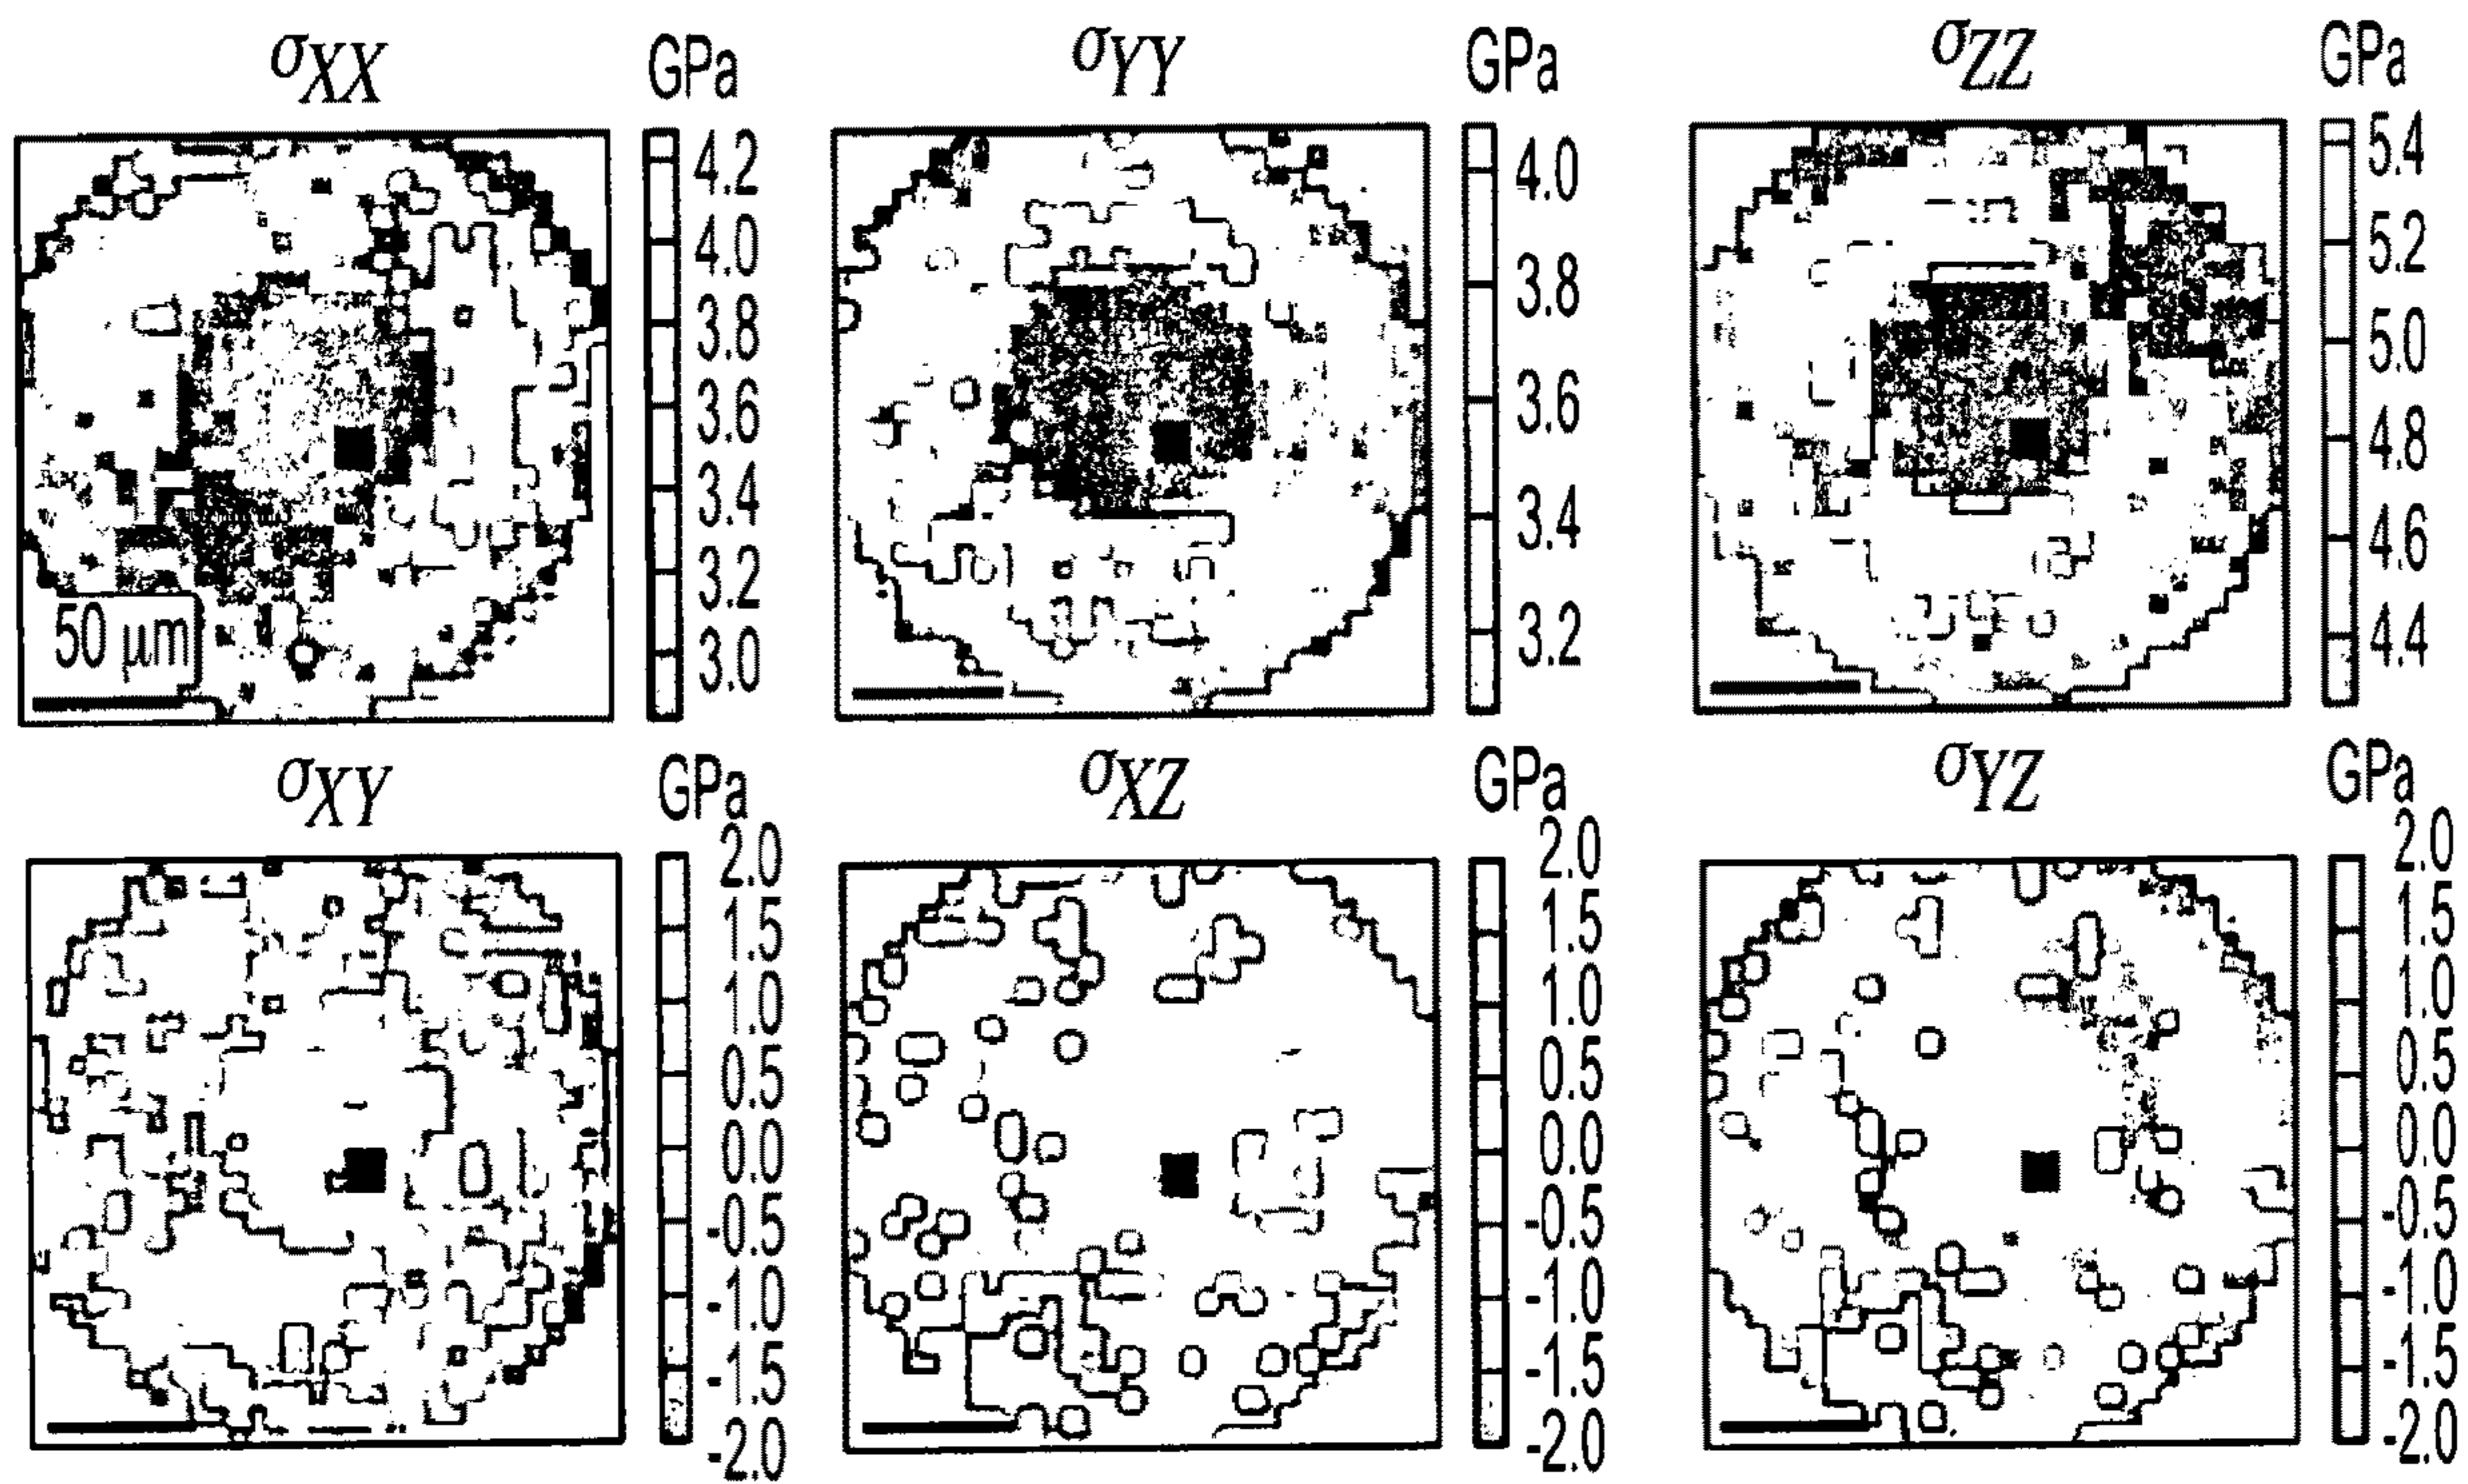 σXX GPa σYY GPa σZZ GPa
4.2 4.0 5.4
4.0 3.8 5.2
3.8 3.6 5.0
3.6 3.4 4.8
3.4 3.2 4.6
3.2 4.4
3.0
50 μm
σXY GPa σXZ GPa σYZ GPa
2.0 2.0 2.0
1.5 1.5 1.5
1.0 1.0 1.0
0.5 0.5 0.5
0.0 0.0 0.0
-0.5 -0.5 -0.5
-1.0 -1.0 -1.0
-1.5 -1.5 -1.5
-2.0 -2.0 -2.0